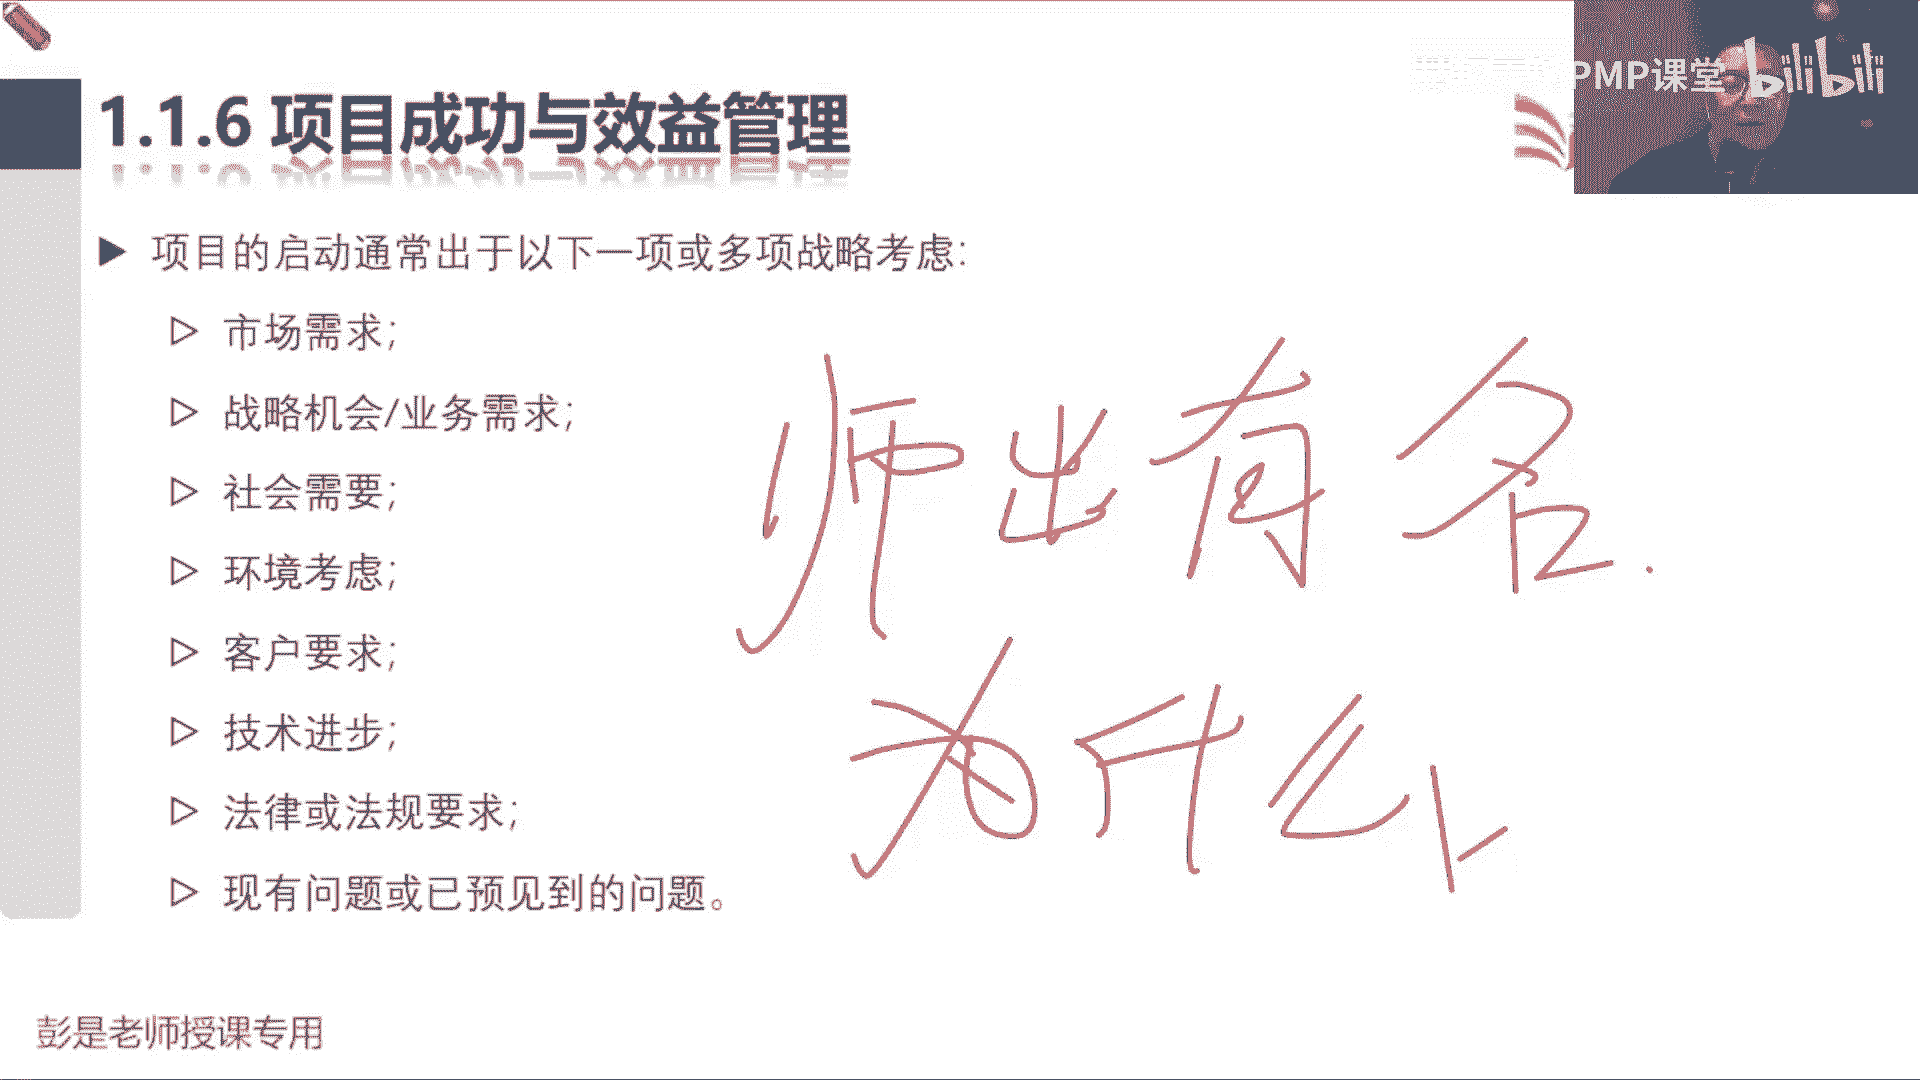 PMP课堂 bilibili
1.1.6 项目成功与效益管理
项目的启动通常出于以下一项或多项战略考虑：
市场需求；
战略机会/业务需求；
社会需要；
环境考虑；
客户要求；
技术进步；
法律或法规要求；
现有问题或已预见到的问题。
师出有名.
为什么
彭是老师授课专用